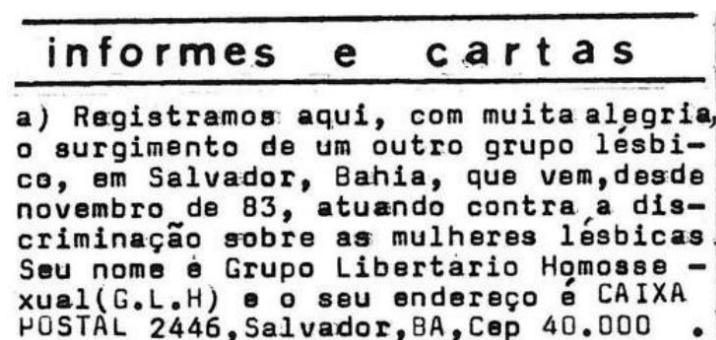 informes e cartas
a) Registramos aqui, com muita alegria,
o surgimento de um outro grupo lésbi-
co, em Salvador, Bahia, que vem, desde
novembro de 83, atuando contra a dis-
criminação sobre as mulheres lésbicas.
Seu nome é Grupo Libertário Homosse -
xual(G.L.H) e o seu endereço é CAIXA
POSTAL 2446, Salvador, BA, Cep 40.000 .